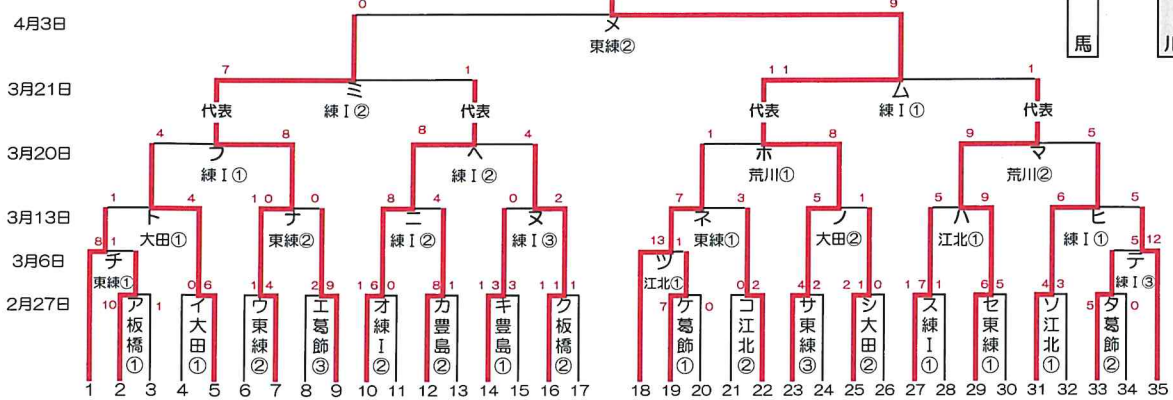 4月3日
0 9
メ
東練②
馬
3月21日
7 1 11 1
ミ ム
代表 練Ⅰ② 代表 代表 練Ⅰ① 代表
3月20日
4 8 8 4 1 8 9 5
フ ヘ ホ マ
練Ⅰ① 練Ⅰ② 荒川① 荒川②
3月13日
1 4 10 0 8 4 0 2 7 3 5 1 5 9 6 5
ト ナ ニ ヌ ネ ノ ハ ヒ
大田① 東練② 練Ⅰ② 練Ⅰ③ 東練① 大田② 江北① 練Ⅰ①
3月6日
8 1 13 1 5 12
チ ツ テ
東練① 江北① 練Ⅰ③
2月27日
10 1 0 6 1 4 2 9 16 0 8 1 13 3 11 1 7 0 0 2 4 2 21 0 17 1 6 5 4 3 5 0
ア板橋① イ大田① ウ東練② エ葛飾③ オ練Ⅰ② カ豊島② キ豊島① ク板橋② ケ葛飾① コ江北② サ東練③ シ大田② ス練Ⅰ① セ東練① ソ江北① タ葛飾②
1 2 3 4 5 6 7 8 9 10 11 12 13 14 15 16 17 18 19 20 21 22 23 24 25 26 27 28 29 30 31 32 33 34 35